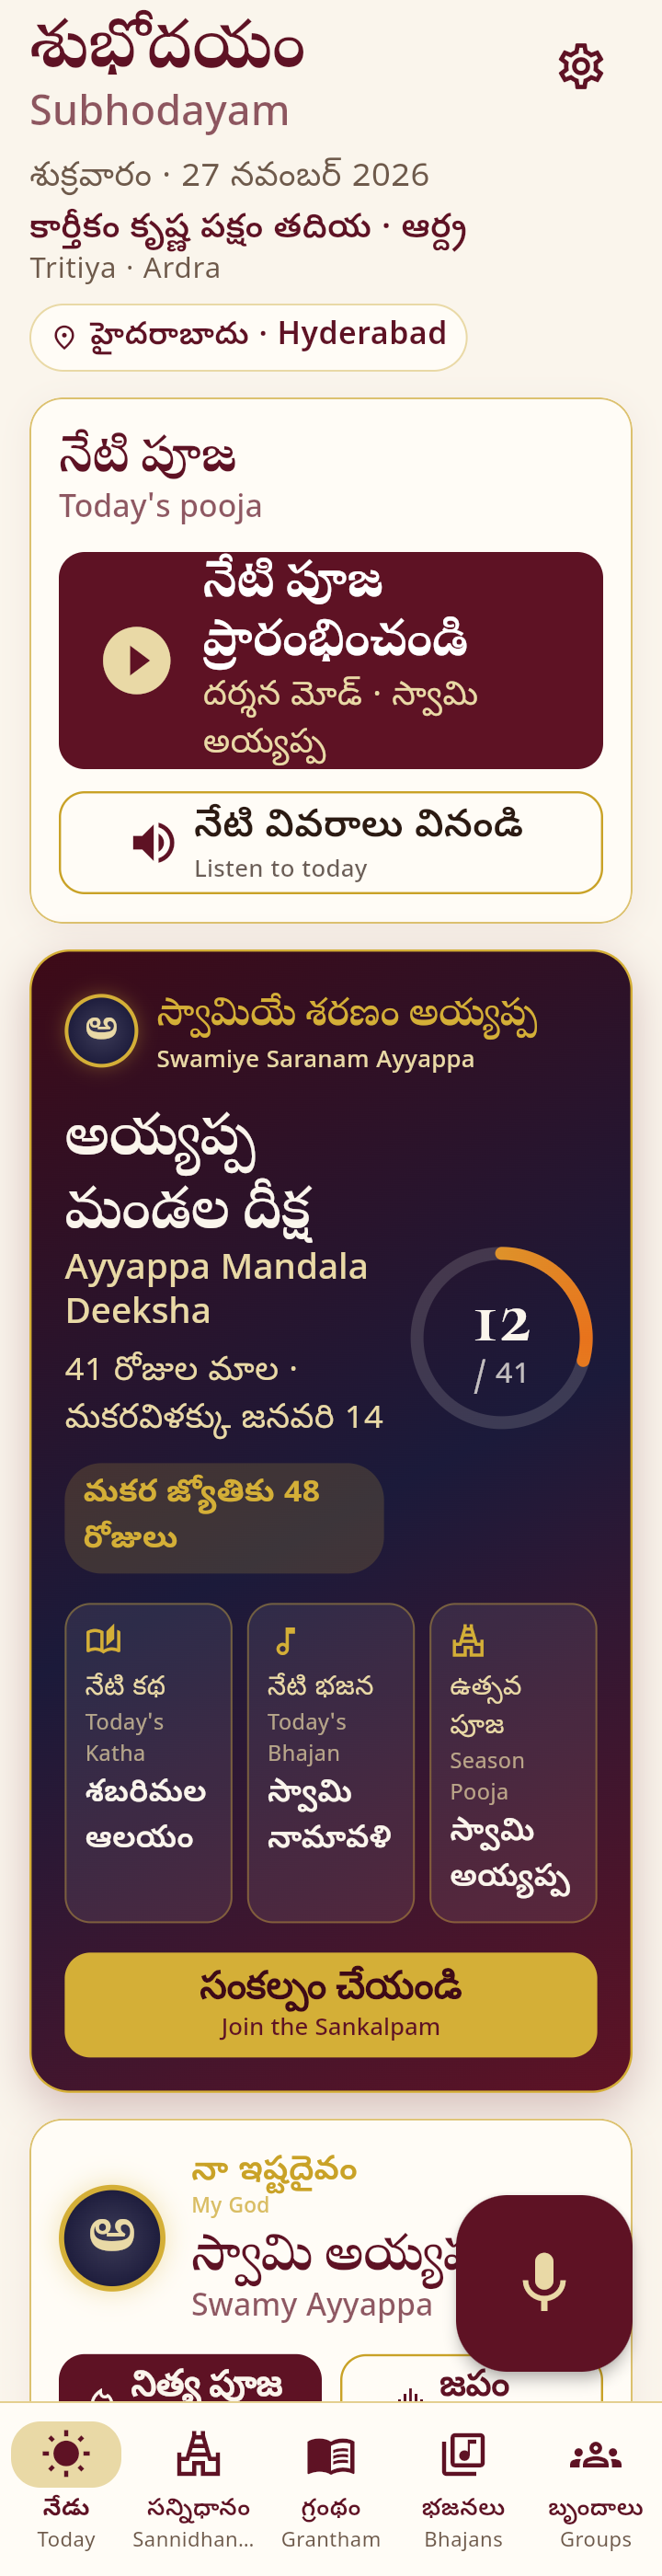 శుభోదయం
Subhodayam
శుక్రవారం · 27 నవంబర్ 2026
కార్తీకం కృష్ణ పక్షం తదియ · ఆర్ద్ర
Tritiya · Ardra
హైదరాబాదు · Hyderabad
నేటి పూజ
Today's pooja
నేటి పూజ
ప్రారంభించండి
దర్శన మోడ్ · స్వామి
అయ్యప్ప
నేటి వివరాలు వినండి
Listen to today
అ
స్వామియే శరణం అయ్యప్ప
Swamiye Saranam Ayyappa
అయ్యప్ప
మండల దీక్ష
Ayyappa Mandala
Deeksha
41 రోజుల మాల ·
మకరవిళక్కు జనవరి 14
12
/ 41
మకర జ్యోతికు 48
రోజులు
నేటి కథ
Today's
Katha
శబరిమల
ఆలయం
నేటి భజన
Today's
Bhajan
స్వామి
నామావళి
ఉత్సవ
పూజ
Season
Pooja
స్వామి
అయ్యప్ప
సంకల్పం చేయండి
Join the Sankalpam
అ
నా ఇష్టదైవం
My God
స్వామి అయ్యప
Swamy Ayyappa
నిత్య పూజ
జపం
నేడు
Today
సన్నిధానం
Sannidhan...
గ్రంథం
Grantham
భజనలు
Bhajans
బృందాలు
Groups